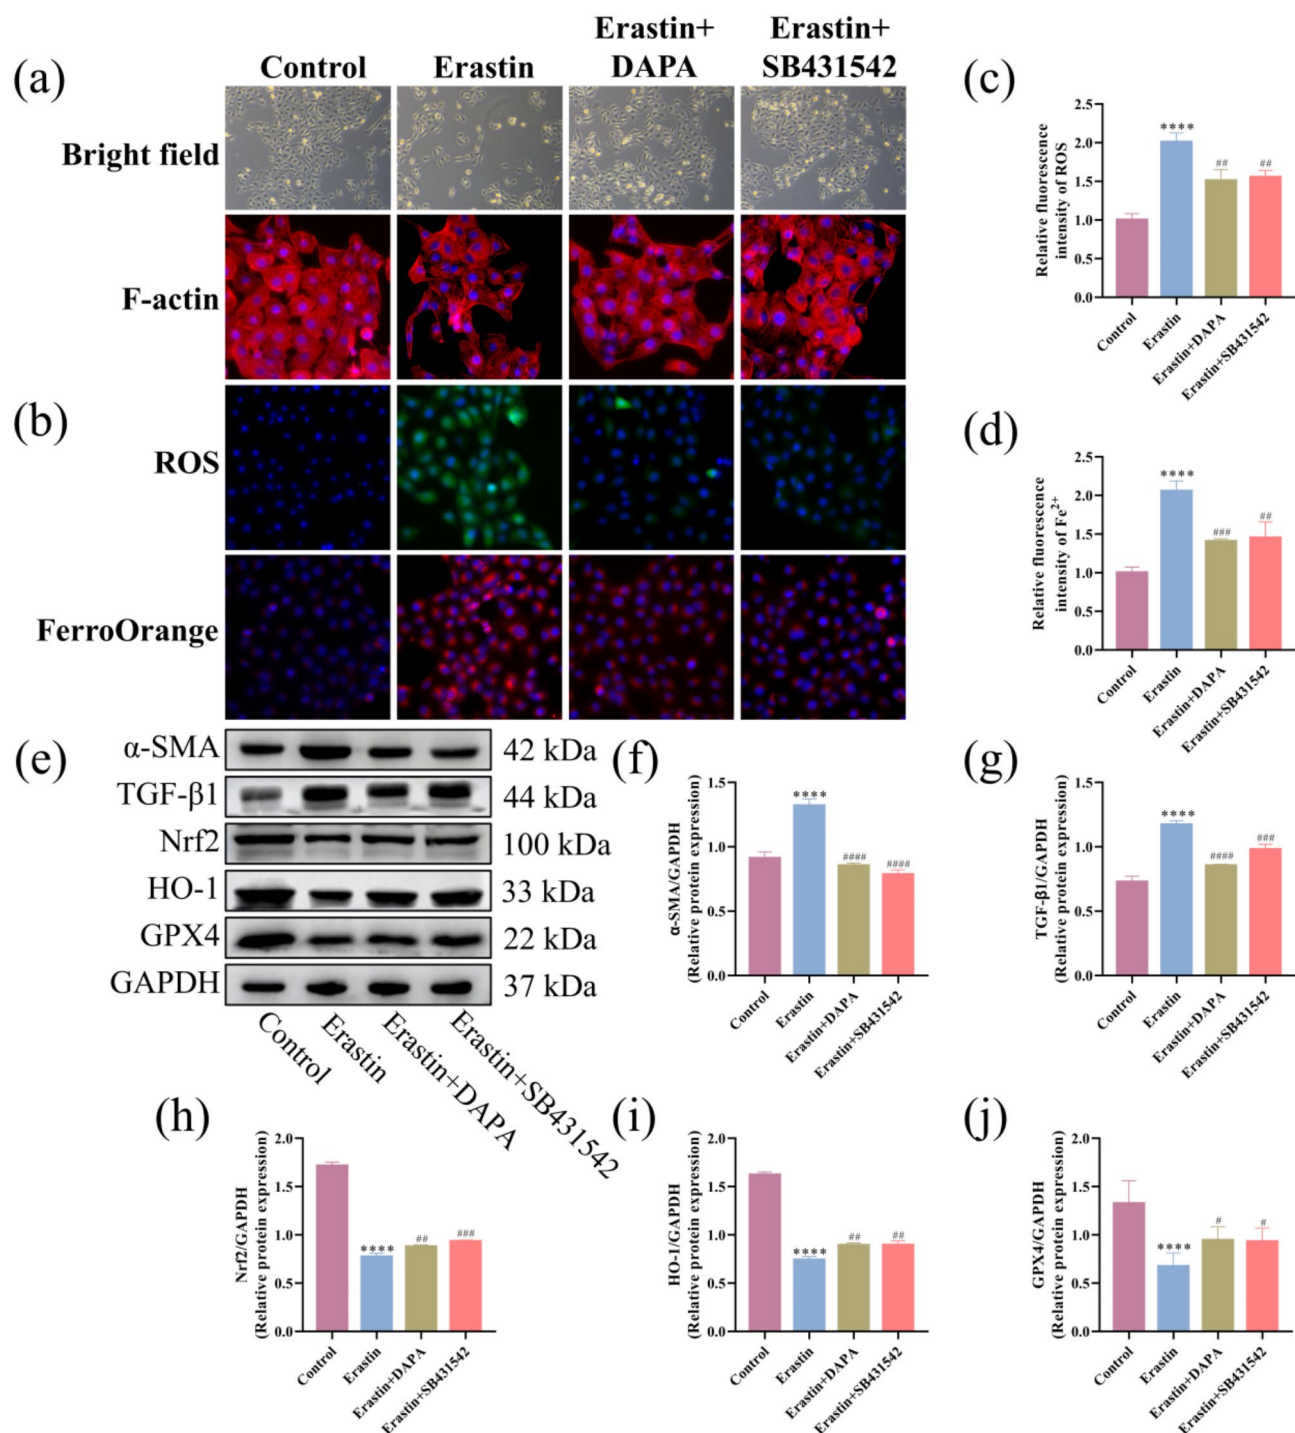 (a)
Control
Erastin
Erastin+
DAPA
Erastin+
SB431542
Bright field
F-actin
(b)
ROS
FerroOrange
(c)
Relative fluorescence
intensity of ROS
2.5
2.0
1.5
1.0
0.5
0.0
****
##
##
Control
Erastin
Erastin+DAPA
Erastin+SB431542
(d)
Relative fluorescence
intensity of Fe²⁺
2.5
2.0
1.5
1.0
0.5
0.0
****
###
##
Control
Erastin
Erastin+DAPA
Erastin+SB431542
(e)
α-SMA 42 kDa
TGF-β1 44 kDa
Nrf2 100 kDa
HO-1 33 kDa
GPX4 22 kDa
GAPDH 37 kDa
Control
Erastin
Erastin+DAPA
Erastin+SB431542
(f)
α-SMA/GAPDH
(Relative protein expression)
1.5
1.0
0.5
0.0
****
####
####
Control
Erastin
Erastin+DAPA
Erastin+SB431542
(g)
TGF-β1/GAPDH
(Relative protein expression)
1.5
1.0
0.5
0.0
****
####
###
Control
Erastin
Erastin+DAPA
Erastin+SB431542
(h)
Nrf2/GAPDH
(Relative protein expression)
2.0
1.5
1.0
0.5
0.0
****
##
###
Control
Erastin
Erastin+DAPA
Erastin+SB431542
(i)
HO-1/GAPDH
(Relative protein expression)
2.0
1.5
1.0
0.5
0.0
****
##
##
Control
Erastin
Erastin+DAPA
Erastin+SB431542
(j)
GPX4/GAPDH
(Relative protein expression)
2.0
1.5
1.0
0.5
0.0
****
#
#
Control
Erastin
Erastin+DAPA
Erastin+SB431542